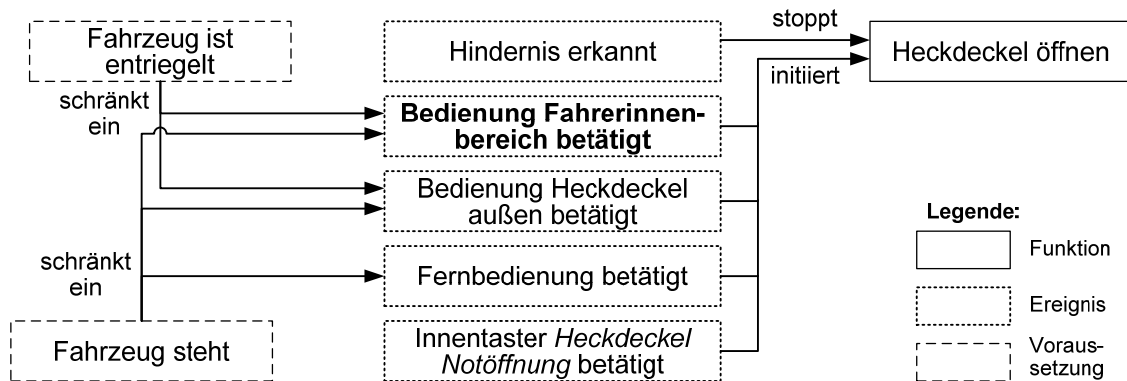 Fahrzeug ist
entriegelt
schränkt
ein
schränkt
ein
Fahrzeug steht
Hindernis erkannt
Bedienung Fahrerinnen-
bereich betätigt
Bedienung Heckdeckel
außen betätigt
Fernbedienung betätigt
Innentaster Heckdeckel
Notöffnung betätigt
stoppt
initiiert
Heckdeckel öffnen
Legende:
Funktion
Ereignis
Voraus-
setzung